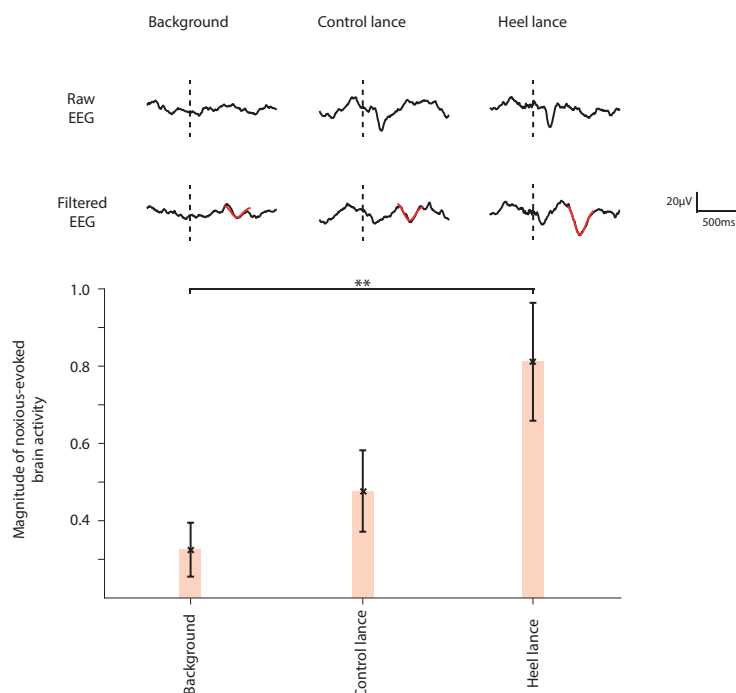 Background Control lance Heel lance
Raw
EEG
Filtered
EEG
20μV
500ms
**
1.0
0.8
0.6
0.4
Magnitude of noxious-evoked
brain activity
Background
Control lance
Heel lance